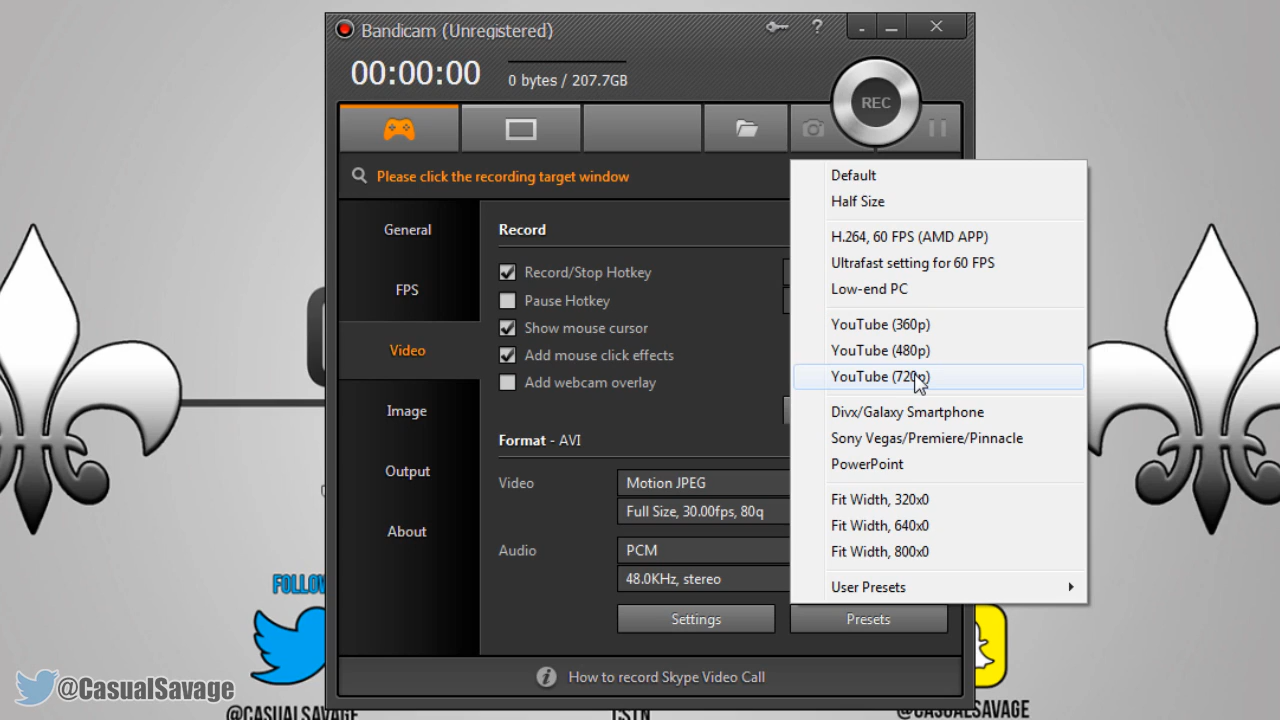 Bandicam (Unregistered)
?
00:00:00
0 bytes / 207.7GB
REC
Please click the recording target window
General
FPS
Video
Image
Output
About
Record
Record/Stop Hotkey
Pause Hotkey
Show mouse cursor
Add mouse click effects
Add webcam overlay
Format - AVI
Video
Motion JPEG
Full Size, 30.00fps, 80q
Audio
PCM
48.0KHz, stereo
Settings
Presets
Default
Half Size
H.264, 60 FPS (AMD APP)
Ultrafast setting for 60 FPS
Low-end PC
YouTube (360p)
YouTube (480p)
YouTube (720p)
Divx/Galaxy Smartphone
Sony Vegas/Premiere/Pinnacle
PowerPoint
Fit Width, 320x0
Fit Width, 640x0
Fit Width, 800x0
User Presets
How to record Skype Video Call
FOLLOW
@CasualSavage
@CASUALSAVAGE
@CASUALSAVAGE